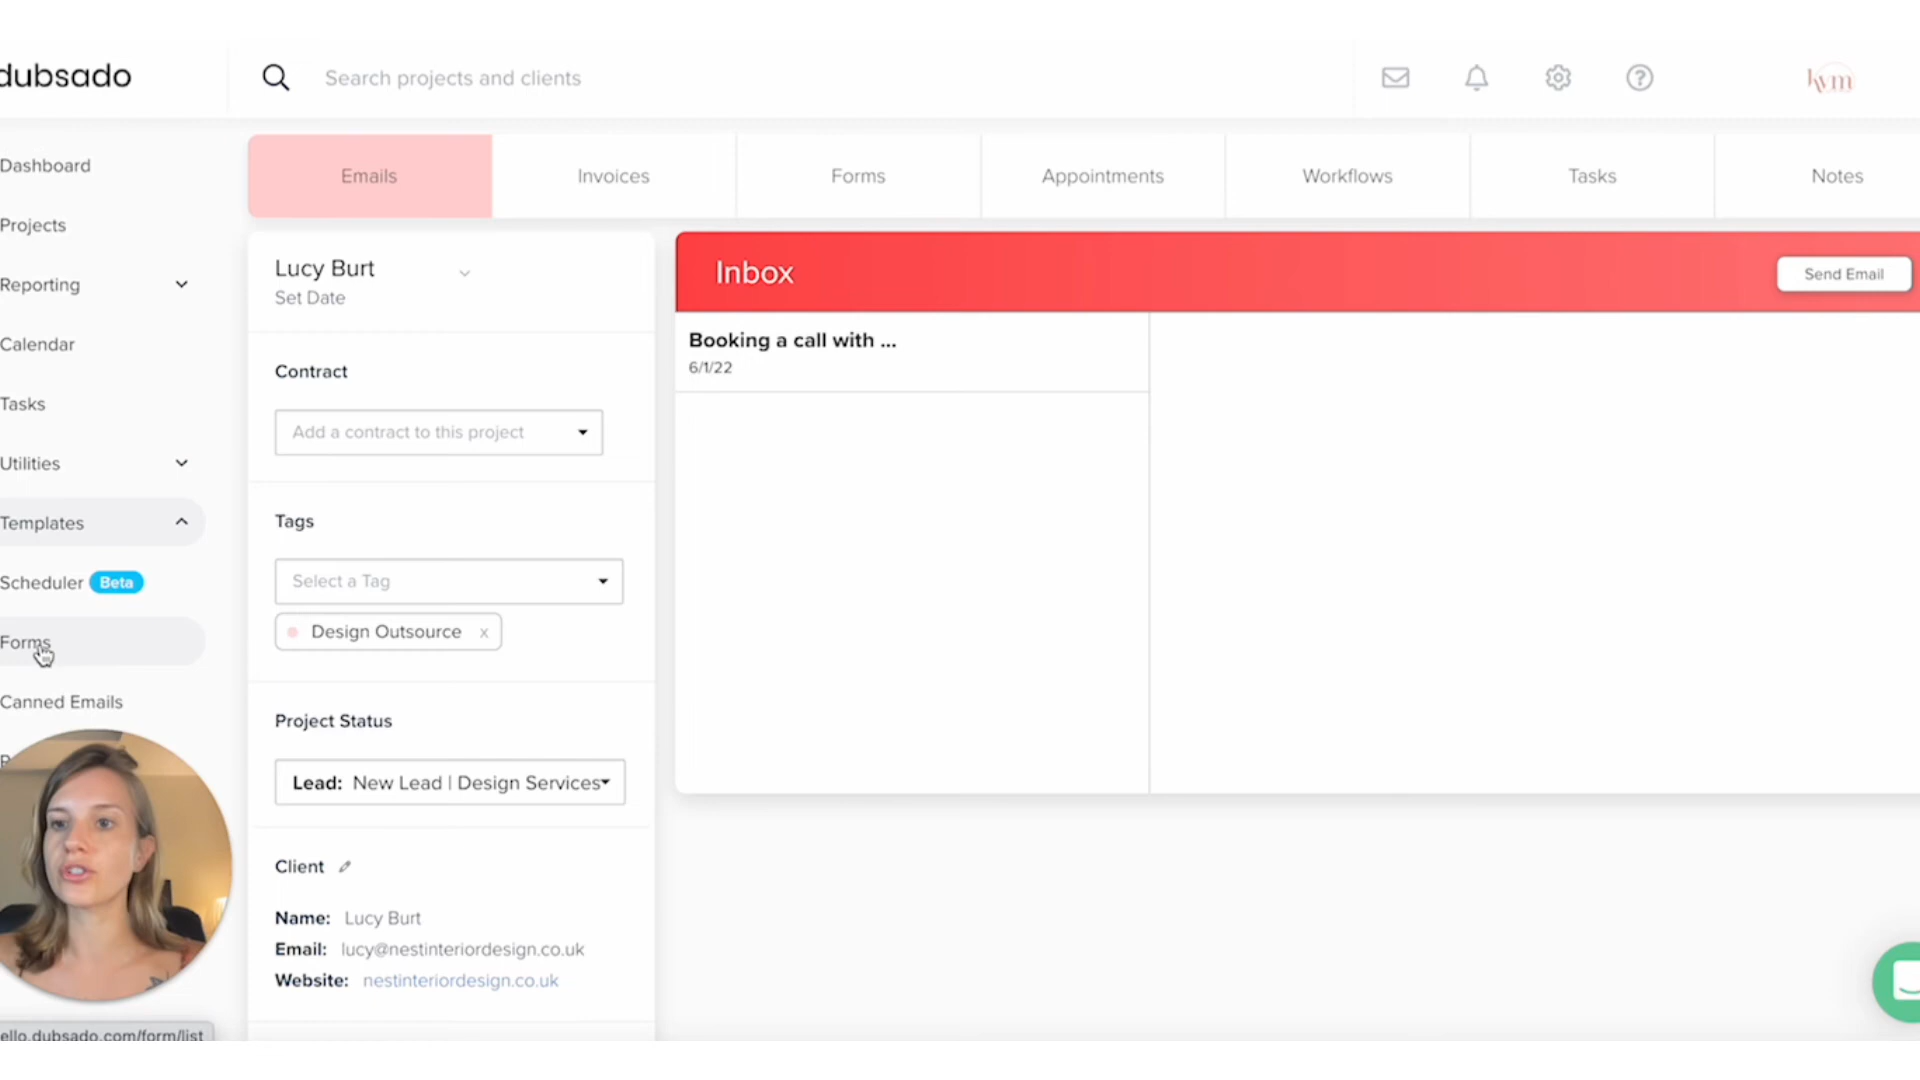 dubsado
Search projects and clients
kvm
Dashboard
Projects
Reporting
Calendar
Tasks
Utilities
Templates
Scheduler Beta
Forms
Canned Emails
Emails
Invoices
Forms
Appointments
Workflows
Tasks
Notes
Lucy Burt
Set Date
Contract
Add a contract to this project
Tags
Select a Tag
Design Outsource x
Project Status
Lead: New Lead | Design Services
Client
Name: Lucy Burt
Email: lucy@nestinteriordesign.co.uk
Website: nestinteriordesign.co.uk
Inbox
Send Email
Booking a call with ...
6/1/22
ello.dubsado.com/form/list